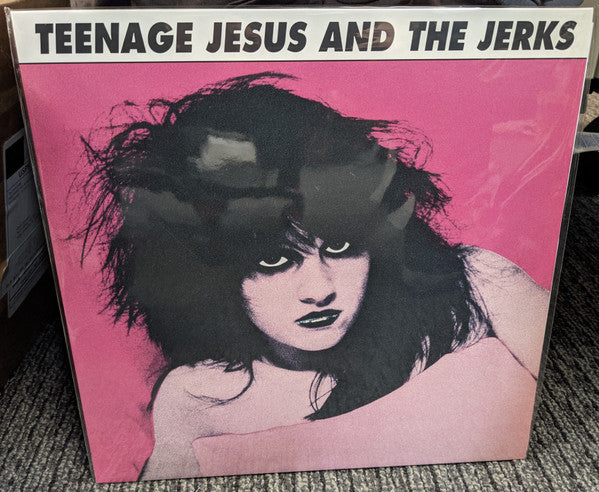 TEENAGE JESUS AND THE JERKS